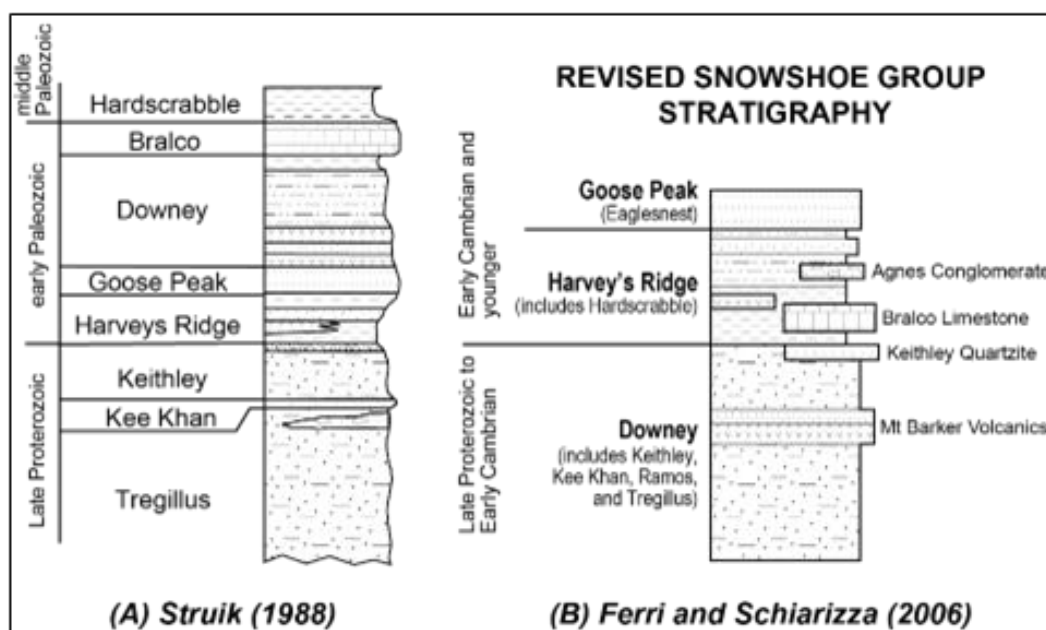 middle
Paleozoic
early Paleozoic
Late Proterozoic
Hardscrabble
Bralco
Downey
Goose Peak
Harveys Ridge
Keithley
Kee Khan
Tregillus
(A) Struik (1988)
REVISED SNOWSHOE GROUP
STRATIGRAPHY
Early Cambrian and
younger
Late Proterozoic to
Early Cambrian
Goose Peak
(Eaglesnest)
Harvey's Ridge
(includes Hardscrabble)
Downey
(includes Keithley,
Kee Khan, Ramos,
and Tregillus)
Agnes Conglomerate
Bralco Limestone
Keithley Quartzite
Mt Barker Volcanics
(B) Ferri and Schiarizza (2006)